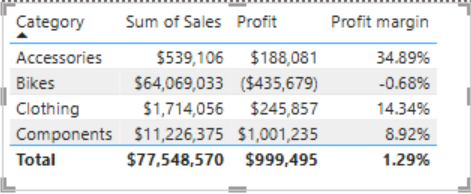 Category Sum of Sales Profit Profit margin
Accessories $539,106 $188,081 34.89%
Bikes $64,069,033 ($435,679) -0.68%
Clothing $1,714,056 $245,857 14.34%
Components $11,226,375 $1,001,235 8.92%
Total $77,548,570 $999,495 1.29%